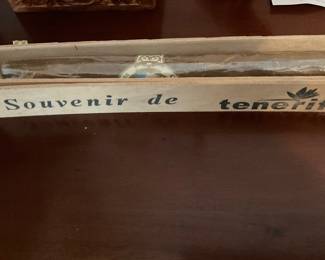 Souvenir de tenerif